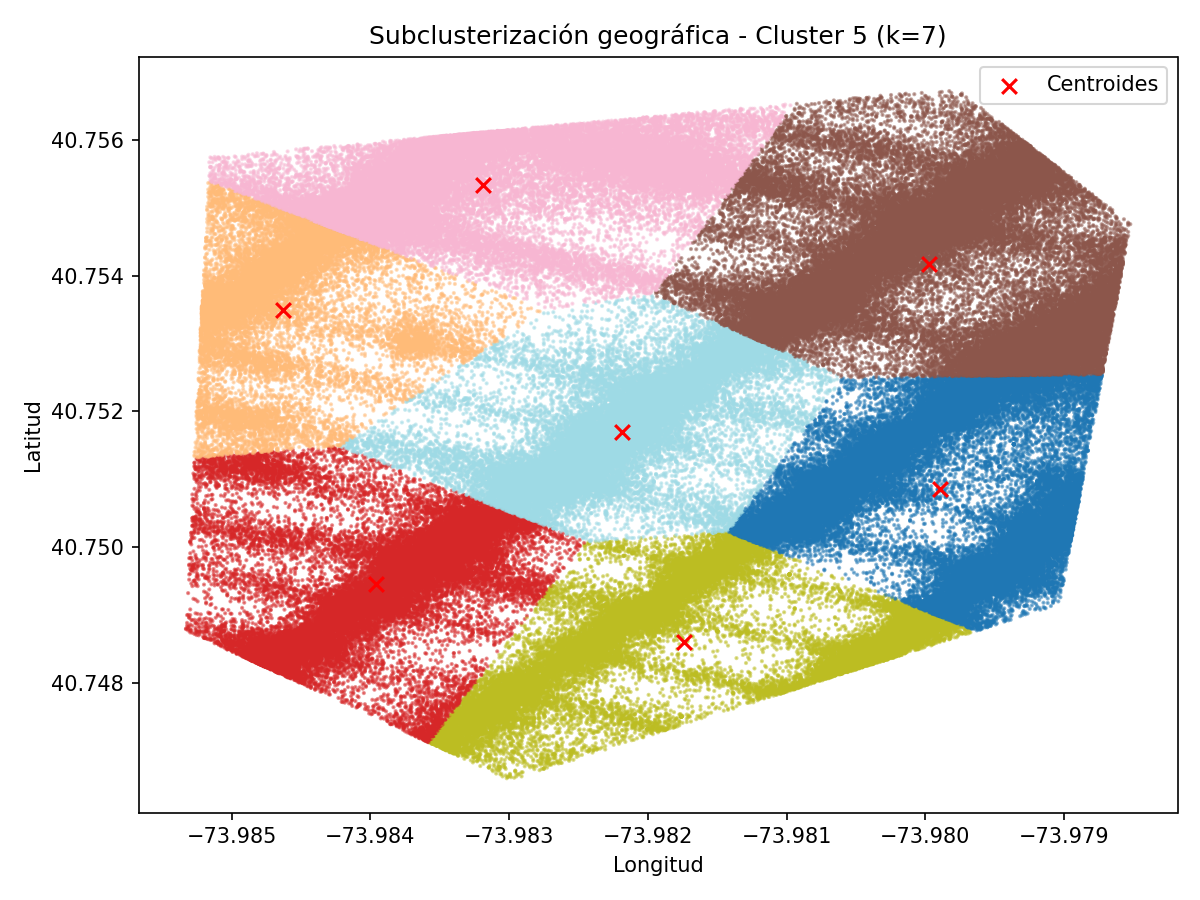 Subclusterización geográfica - Cluster 5 (k=7)
Centroides
40.756
40.754
40.752
40.750
40.748
Latitud
−73.985 −73.984 −73.983 −73.982 −73.981 −73.980 −73.979
Longitud